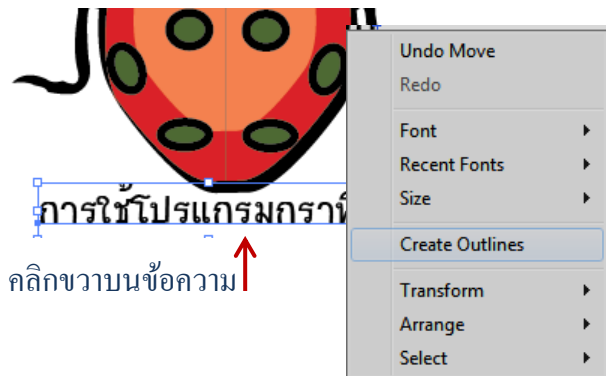 Undo Move
Redo
Font
Recent Fonts
Size
การใช้โปรแกรมกราฟิ
Create Outlines
คลิกขวาบนข้อความ
Transform
Arrange
Select